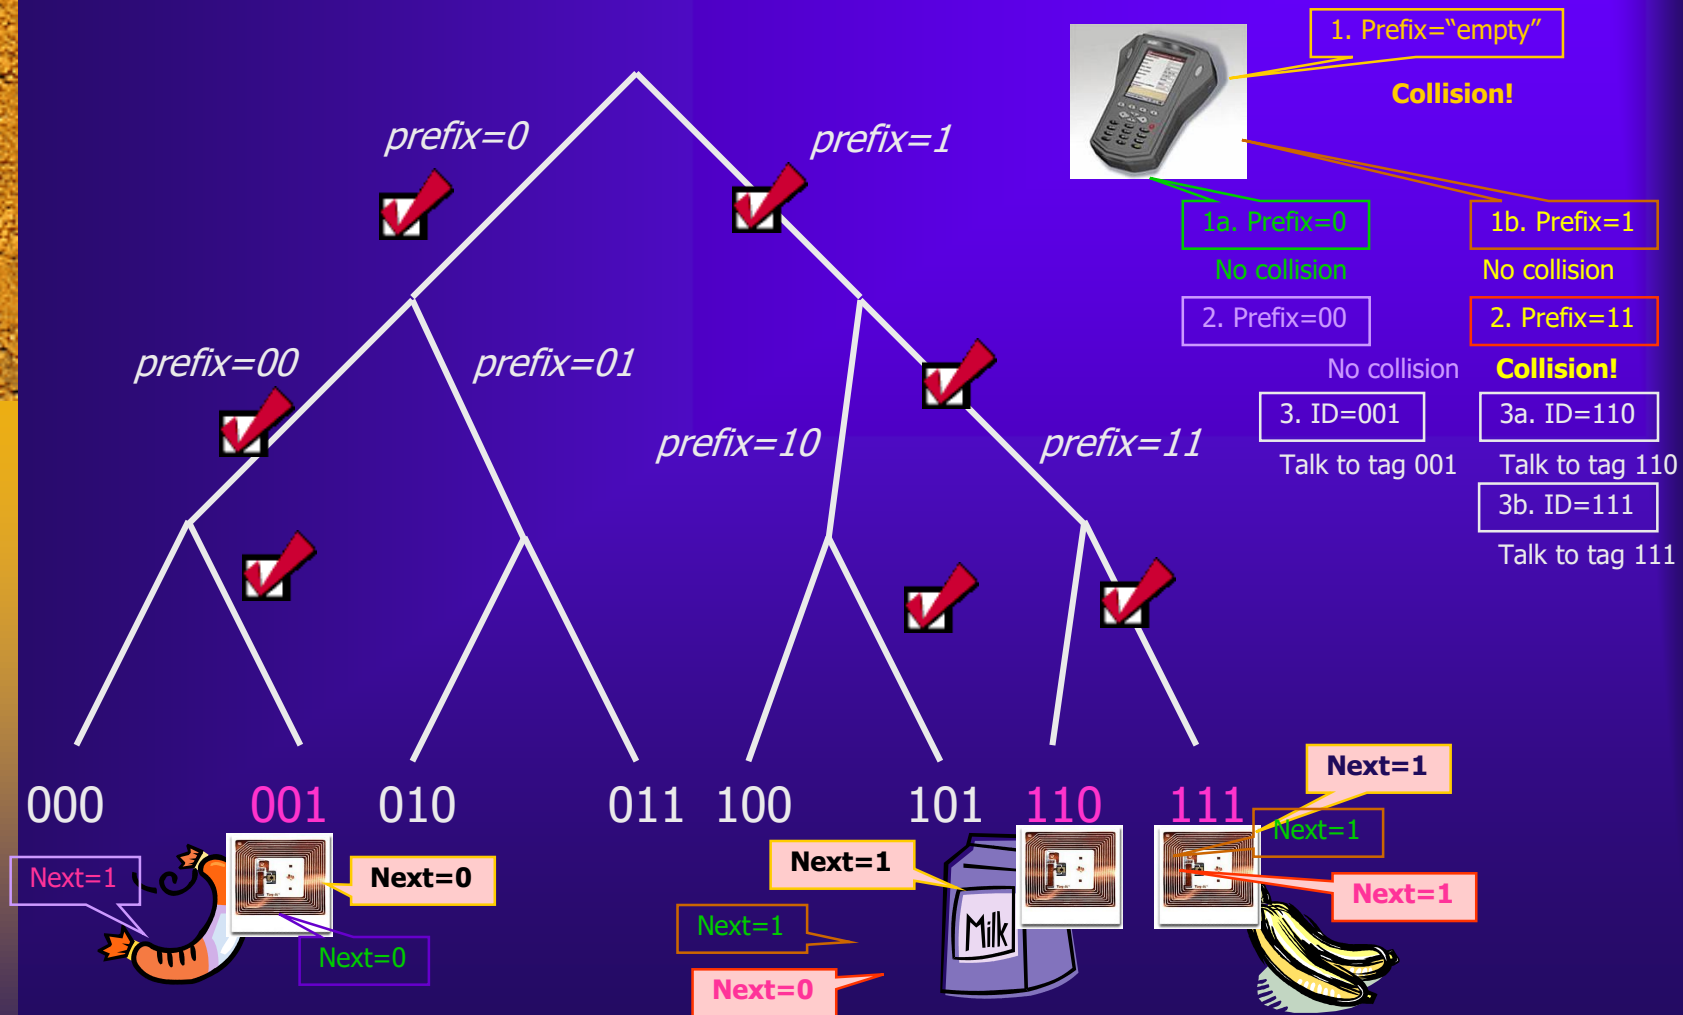 1. Prefix=“empty”
Collision!
prefix=0
prefix=1
1a. Prefix=0
1b. Prefix=1
No collision
No collision
2. Prefix=00
2. Prefix=11
prefix=00
prefix=01
No collision
Collision!
3. ID=001
3a. ID=110
prefix=10
prefix=11
Talk to tag 001
Talk to tag 110
3b. ID=111
Talk to tag 111
000
001
010
011
100
101
110
111
Next=1
Next=1
Next=1
Next=0
Next=1
Next=1
Next=1
Next=0
Next=0
Milk